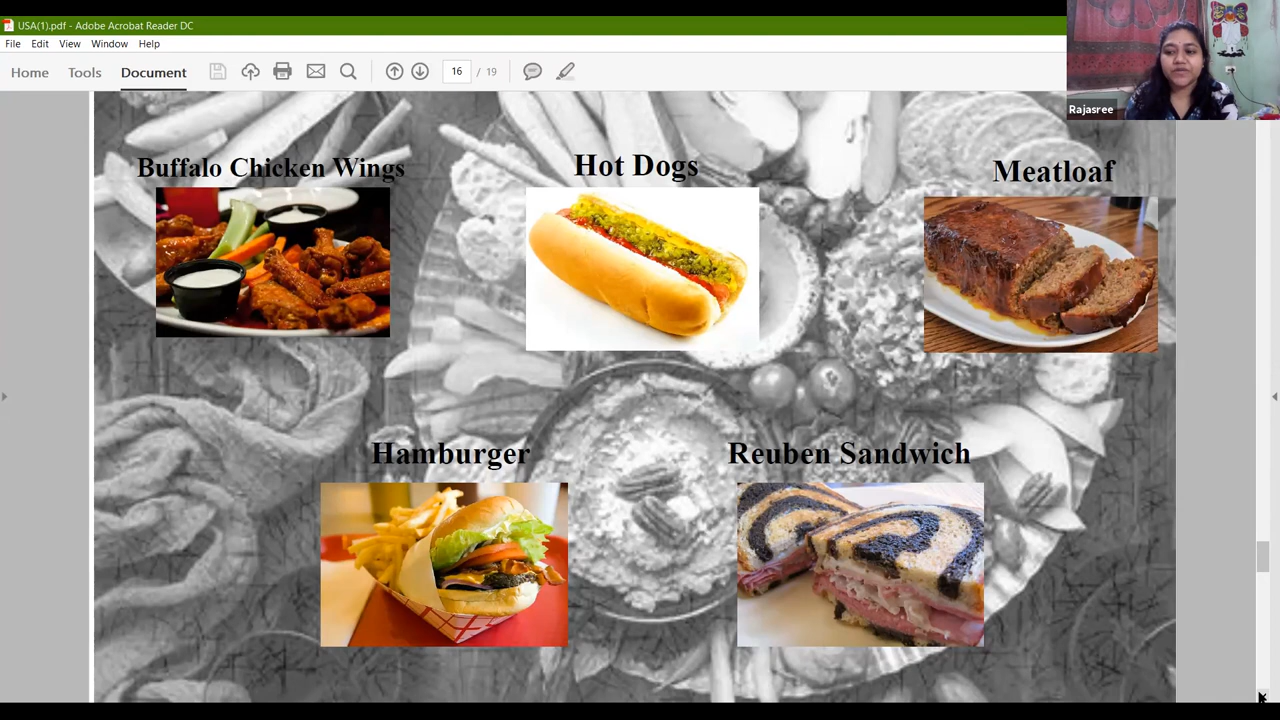 USA(1).pdf - Adobe Acrobat Reader DC
File Edit View Window Help
Home Tools Document 16 / 19
Rajasree
Buffalo Chicken Wings
Hot Dogs
Meatloaf
Hamburger
Reuben Sandwich